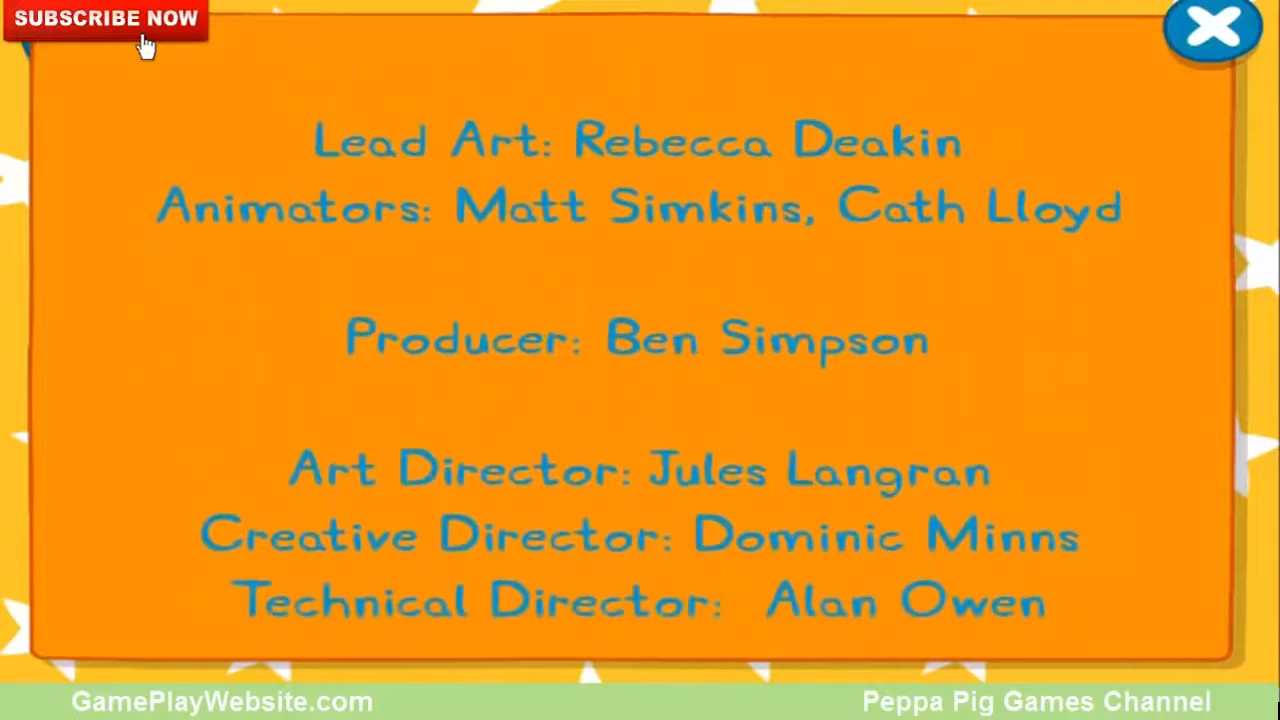 SUBSCRIBE NOW
Lead Art: Rebecca Deakin
Animators: Matt Simkins, Cath Lloyd
Producer: Ben Simpson
Art Director: Jules Langran
Creative Director: Dominic Minns
Technical Director: Alan Owen
GamePlayWebsite.com
Peppa Pig Games Channel